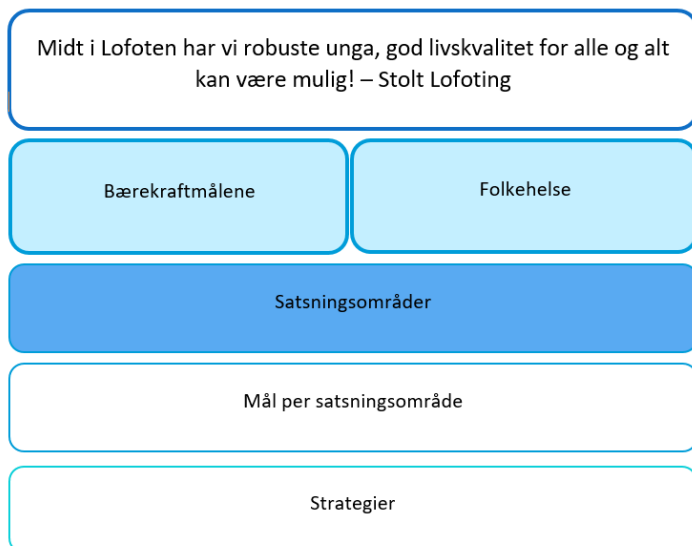 Midt i Lofoten har vi robuste unga, god livskvalitet for alle og alt
kan være mulig! – Stolt Lofoting
Bærekraftmålene
Folkehelse
Satsningsområder
Mål per satsningsområde
Strategier